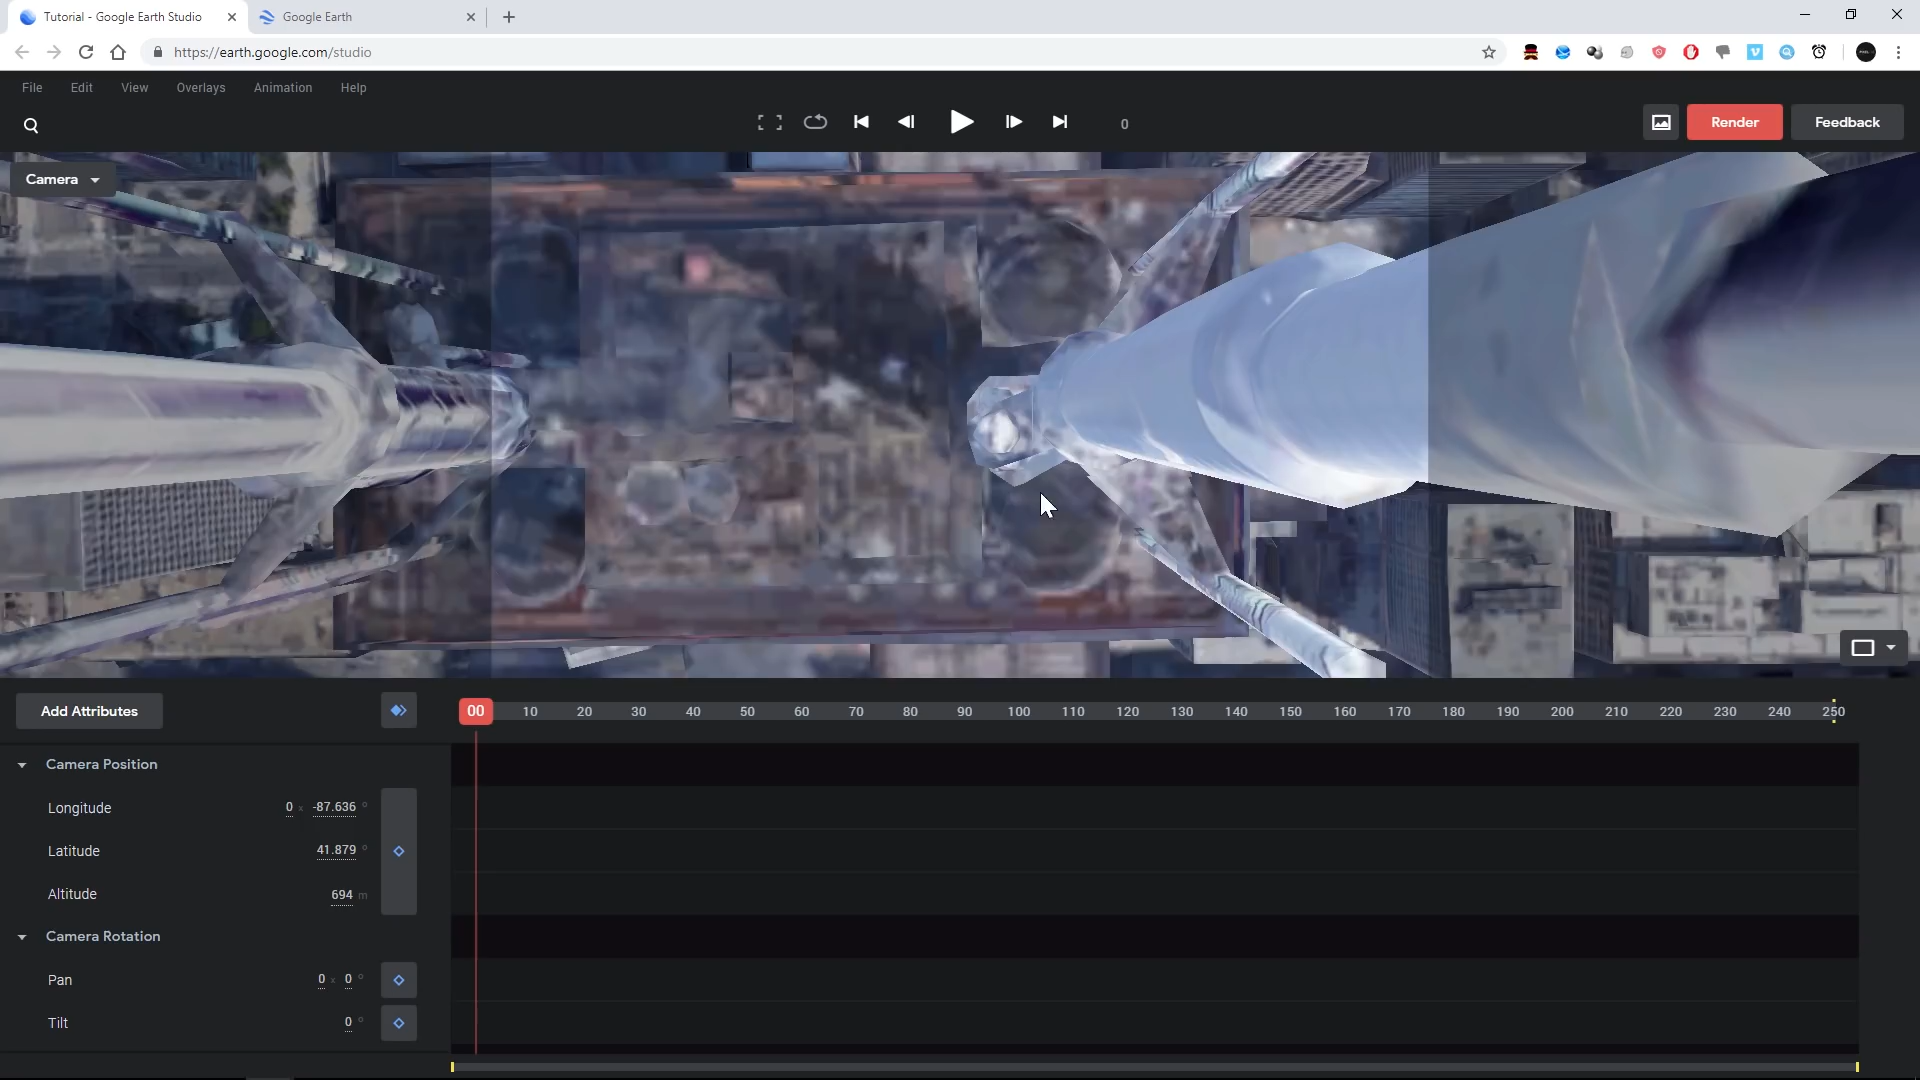 Tutorial - Google Earth Studio
Google Earth
https://earth.google.com/studio
File Edit View Overlays Animation Help
0
Render
Feedback
Camera
Add Attributes
00 10 20 30 40 50 60 70 80 90 100 110 120 130 140 150 160 170 180 190 200 210 220 230 240 250
Camera Position
Longitude 0 x -87.636 °
Latitude 41.879 °
Altitude 694 m
Camera Rotation
Pan 0 x 0 °
Tilt 0 °